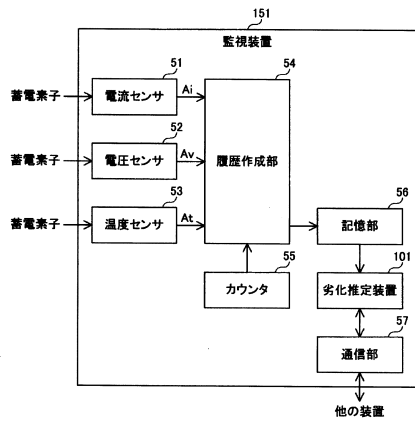 151
監視装置
51
54
蓄電素子
電流センサ
Ai
52
蓄電素子
電圧センサ
Av
履歴作成部
53
56
蓄電素子
温度センサ
At
記憶部
55
101
カウンタ
劣化推定装置
57
通信部
他の装置